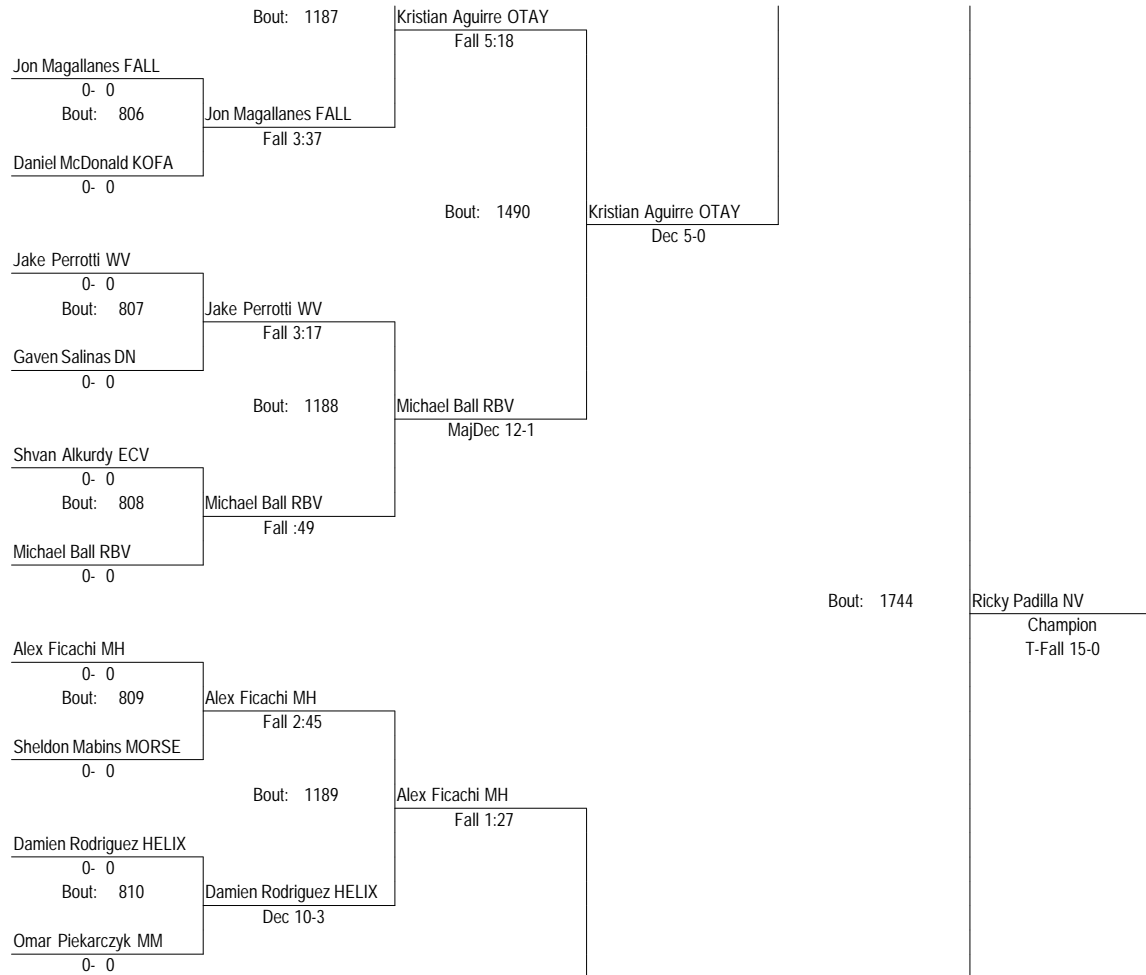 Bout: 1187 Kristian Aguirre OTAY
Fall 5:18
Jon Magallanes FALL
0- 0
Bout: 806 Jon Magallanes FALL
Fall 3:37
Daniel McDonald KOFA
0- 0
Bout: 1490 Kristian Aguirre OTAY
Dec 5-0
Jake Perrotti WV
0- 0
Bout: 807 Jake Perrotti WV
Fall 3:17
Gaven Salinas DN
0- 0
Bout: 1188 Michael Ball RBV
MajDec 12-1
Shvan Alkurdy ECV
0- 0
Bout: 808 Michael Ball RBV
Fall :49
Michael Ball RBV
0- 0
Bout: 1744 Ricky Padilla NV
Champion
T-Fall 15-0
Alex Ficachi MH
0- 0
Bout: 809 Alex Ficachi MH
Fall 2:45
Sheldon Mabins MORSE
0- 0
Bout: 1189 Alex Ficachi MH
Fall 1:27
Damien Rodriguez HELIX
0- 0
Bout: 810 Damien Rodriguez HELIX
Dec 10-3
Omar Piekarczyk MM
0- 0